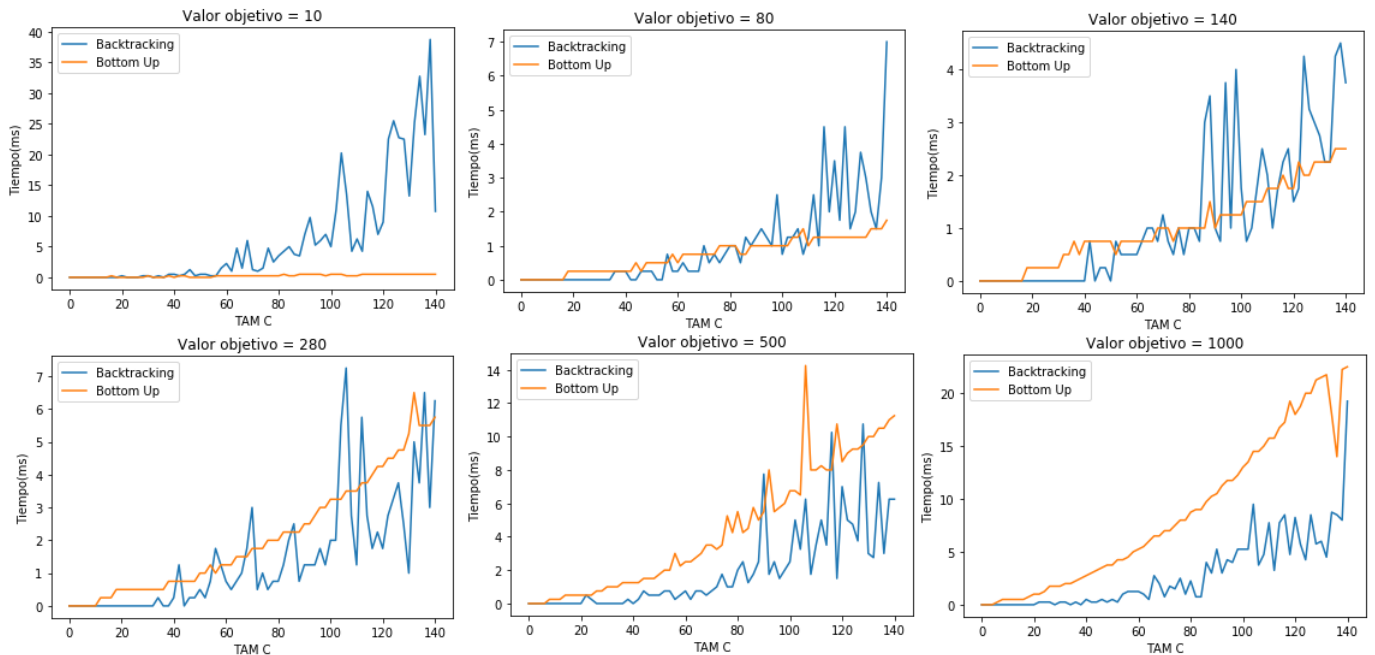 Valor objetivo = 10
40
35
30
25
20
15
10
5
0
Tiempo(ms)
Backtracking
Bottom Up
0 20 40 60 80 100 120 140
TAM C
Valor objetivo = 80
7
6
5
4
3
2
1
0
Tiempo(ms)
Backtracking
Bottom Up
0 20 40 60 80 100 120 140
TAM C
Valor objetivo = 140
4
3
2
1
0
Tiempo(ms)
Backtracking
Bottom Up
0 20 40 60 80 100 120 140
TAM C
Valor objetivo = 280
7
6
5
4
3
2
1
0
Tiempo(ms)
Backtracking
Bottom Up
0 20 40 60 80 100 120 140
TAM C
Valor objetivo = 500
14
12
10
8
6
4
2
0
Tiempo(ms)
Backtracking
Bottom Up
0 20 40 60 80 100 120 140
TAM C
Valor objetivo = 1000
20
15
10
5
0
Tiempo(ms)
Backtracking
Bottom Up
0 20 40 60 80 100 120 140
TAM C